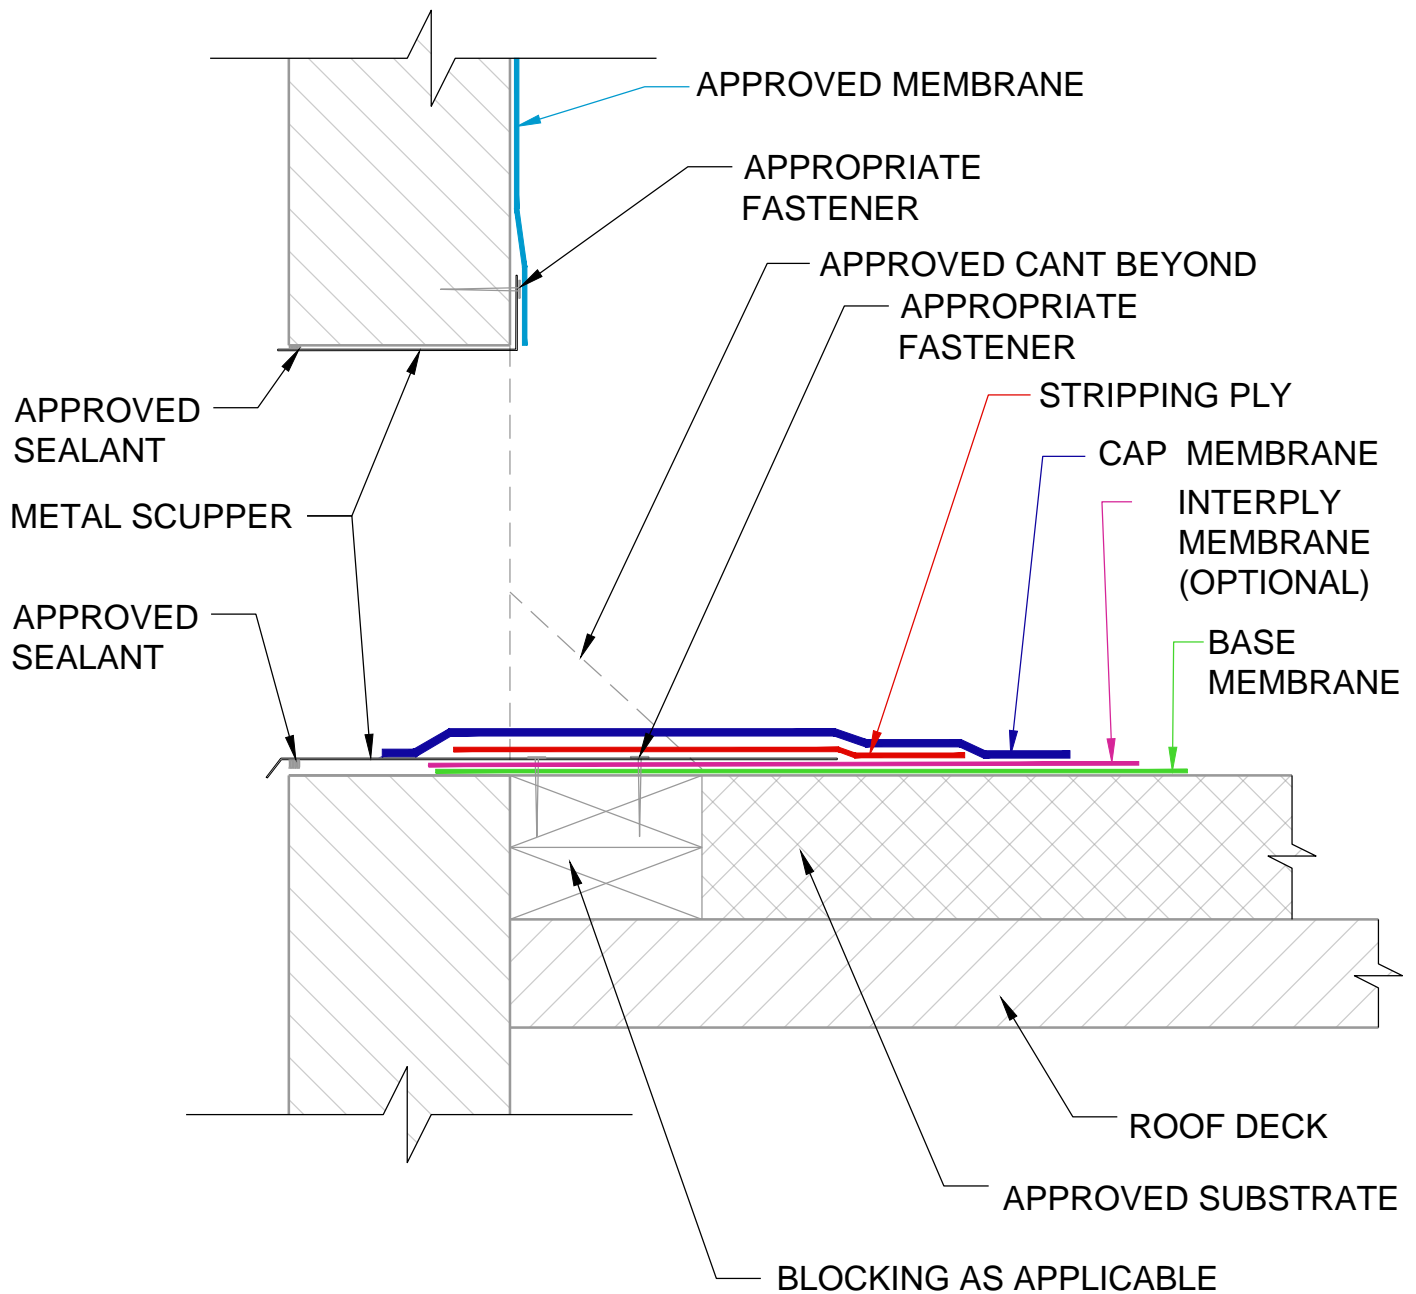 APPROVED MEMBRANE
APPROPRIATE
FASTENER
APPROVED CANT BEYOND
APPROPRIATE
FASTENER
STRIPPING PLY
APPROVED
SEALANT
CAP MEMBRANE
METAL SCUPPER
INTERPLY
MEMBRANE
(OPTIONAL)
APPROVED
SEALANT
BASE
MEMBRANE
ROOF DECK
APPROVED SUBSTRATE
BLOCKING AS APPLICABLE